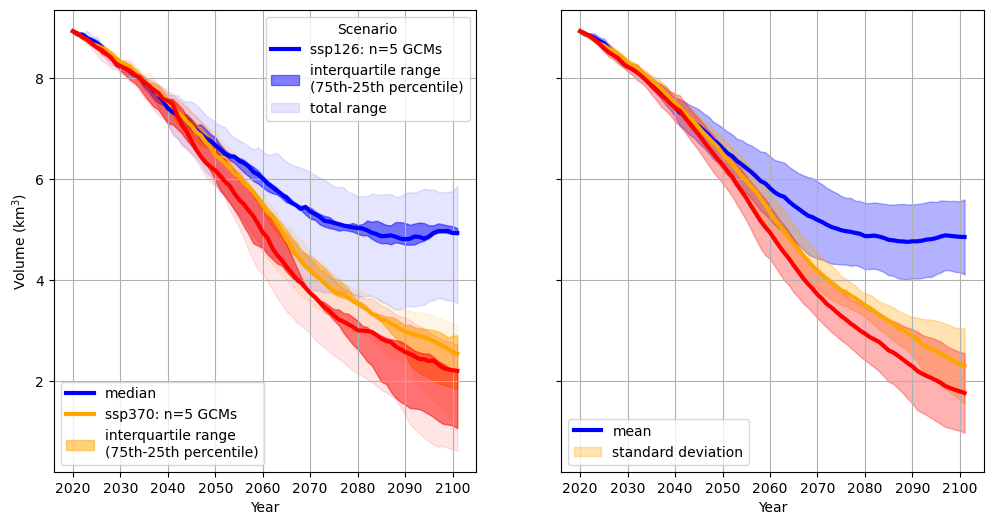 Scenario
ssp126: n=5 GCMs
interquartile range
(75th-25th percentile)
total range
8
6
4
2
Volume (km³)
median
ssp370: n=5 GCMs
interquartile range
(75th-25th percentile)
2020 2030 2040 2050 2060 2070 2080 2090 2100
Year
mean
standard deviation
2020 2030 2040 2050 2060 2070 2080 2090 2100
Year